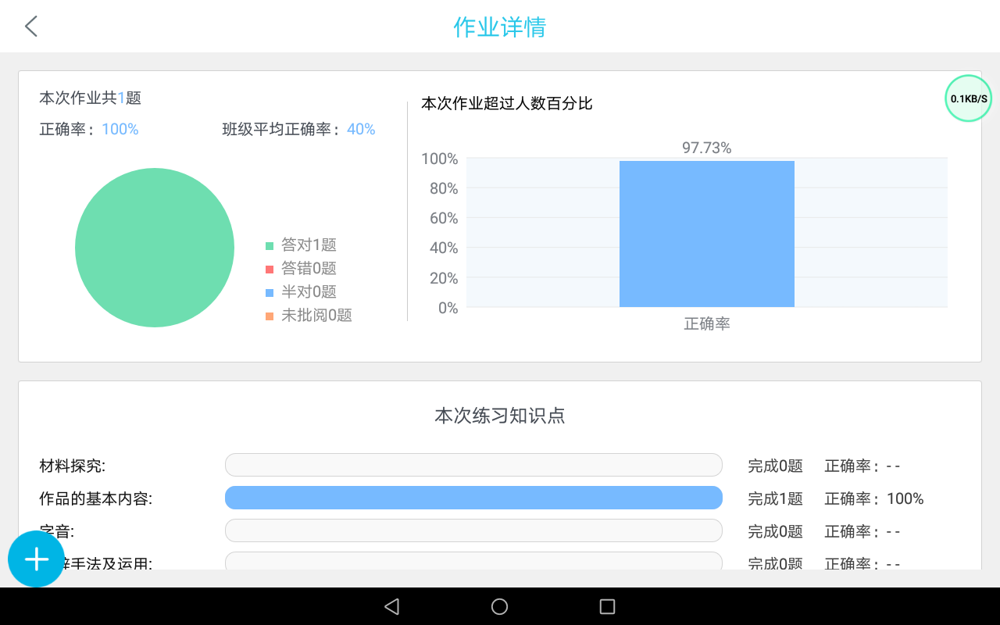 作业详情
本次作业共1题
正确率: 100%
班级平均正确率: 40%
答对1题
答错0题
半对0题
未批阅0题
本次作业超过人数百分比
0.1KB/S
97.73%
100%
80%
60%
40%
20%
0%
正确率
本次练习知识点
材料探究: 完成0题 正确率: --
作品的基本内容: 完成1题 正确率: 100%
字音: 完成0题 正确率: --
辞手法及运用: 完成0题 正确率: --